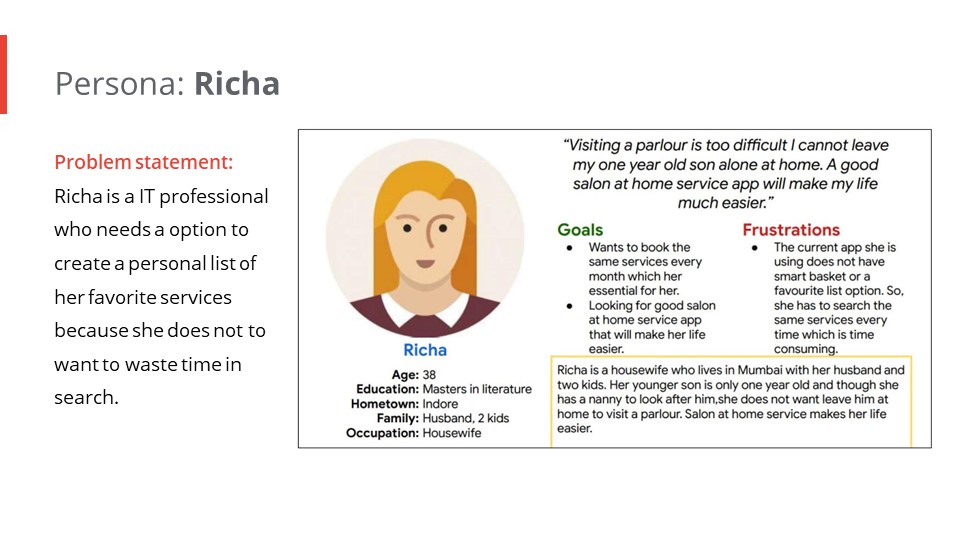 Persona: Richa
Problem statement:
Richa is a IT professional
who needs a option to
create a personal list of
her favorite services
because she does not to
want to waste time in
search.
Richa
Age: 38
Education: Masters in literature
Hometown: Indore
Family: Husband, 2 kids
Occupation: Housewife
“Visiting a parlour is too difficult I cannot leave
my one year old son alone at home. A good
salon at home service app will make my life
much easier.”
Goals
● Wants to book the
same services every
month which her
essential for her.
● Looking for good salon
at home service app
that will make her life
easier.
Frustrations
● The current app she is
using does not have
smart basket or a
favourite list option. So,
she has to search the
same services every
time which is time
consuming.
Richa is a housewife who lives in Mumbai with her husband and
two kids. Her younger son is only one year old and though she
has a nanny to look after him,she does not want leave him at
home to visit a parlour. Salon at home service makes her life
easier.